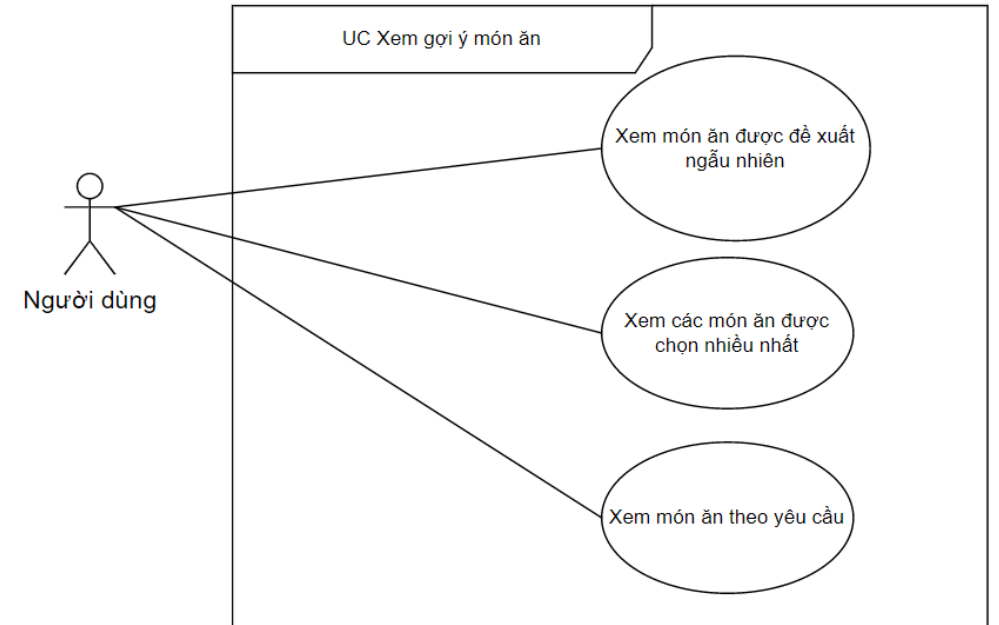 UC Xem gợi ý món ăn
Xem món ăn được đề xuất
ngẫu nhiên
Người dùng
Xem các món ăn được
chọn nhiều nhất
Xem món ăn theo yêu cầu